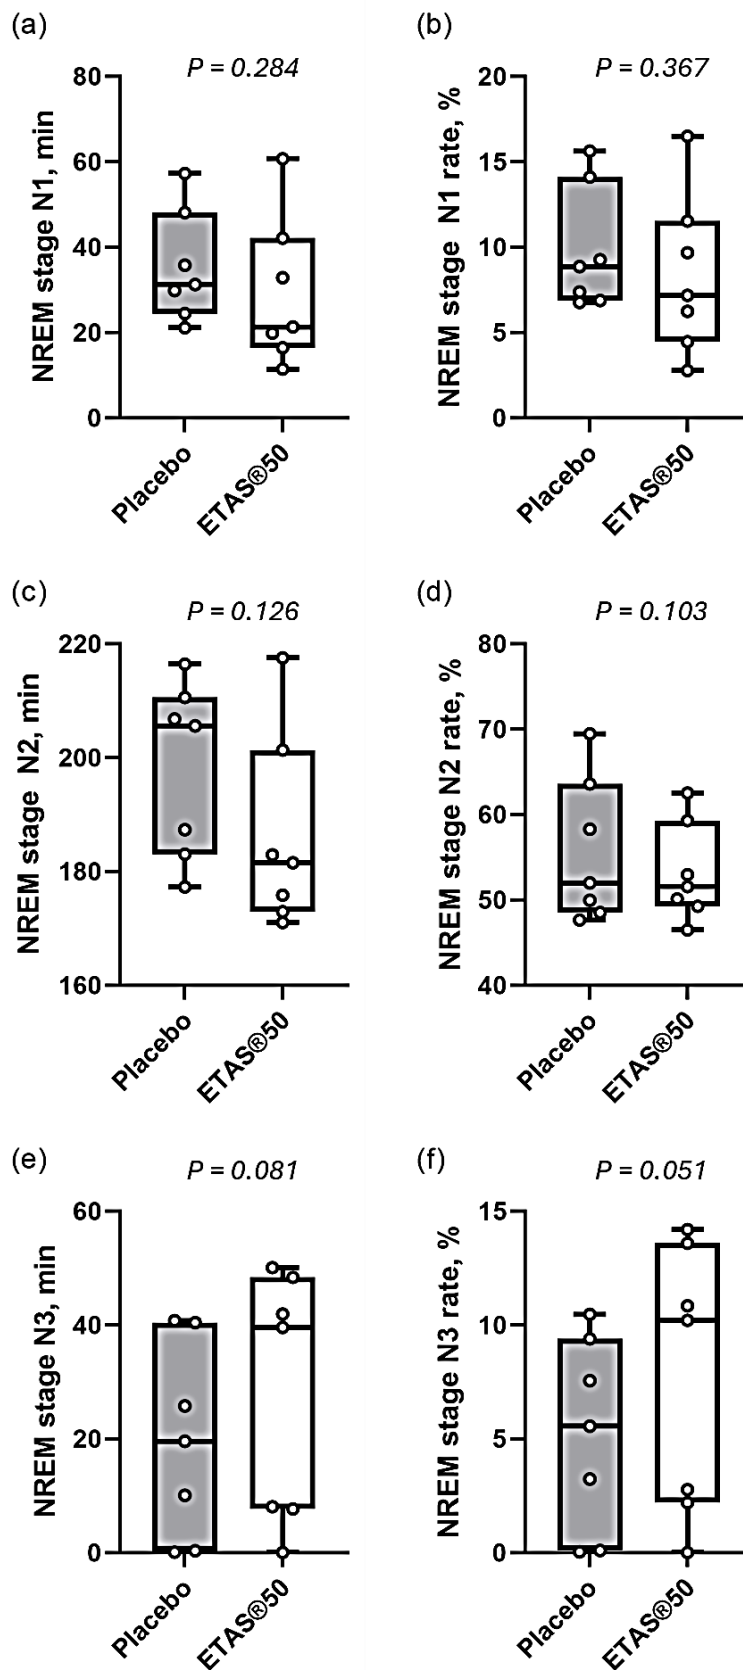 (a)
P = 0.284
NREM stage N1, min
80
60
40
20
0
Placebo
ETAS®50
(b)
P = 0.367
NREM stage N1 rate, %
20
15
10
5
0
Placebo
ETAS®50
(c)
P = 0.126
NREM stage N2, min
220
200
180
160
Placebo
ETAS®50
(d)
P = 0.103
NREM stage N2 rate, %
80
70
60
50
40
Placebo
ETAS®50
(e)
P = 0.081
NREM stage N3, min
60
40
20
0
Placebo
ETAS®50
(f)
P = 0.051
NREM stage N3 rate, %
15
10
5
0
Placebo
ETAS®50